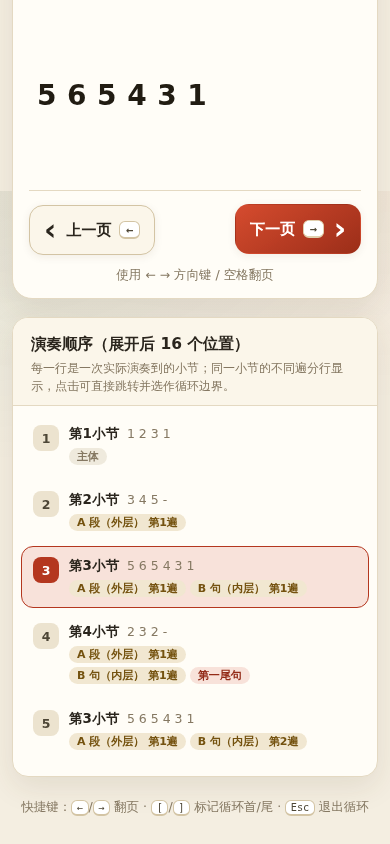 5 6 5 4 3 1
‹ 上一页 ←
下一页 → ›
使用 ← → 方向键 / 空格翻页
演奏顺序（展开后 16 个位置）
每一行是一次实际演奏到的小节；同一小节的不同遍分行显
示，点击可直接跳转并选作循环边界。
1 第1小节 1 2 3 1
主体
2 第2小节 3 4 5 -
A 段（外层） 第1遍
3 第3小节 5 6 5 4 3 1
A 段（外层） 第1遍 B 句（内层） 第1遍
4 第4小节 2 3 2 -
A 段（外层） 第1遍
B 句（内层） 第1遍 第一尾句
5 第3小节 5 6 5 4 3 1
A 段（外层） 第1遍 B 句（内层） 第2遍
快捷键：←/→ 翻页 · [/] 标记循环首/尾 · Esc 退出循环